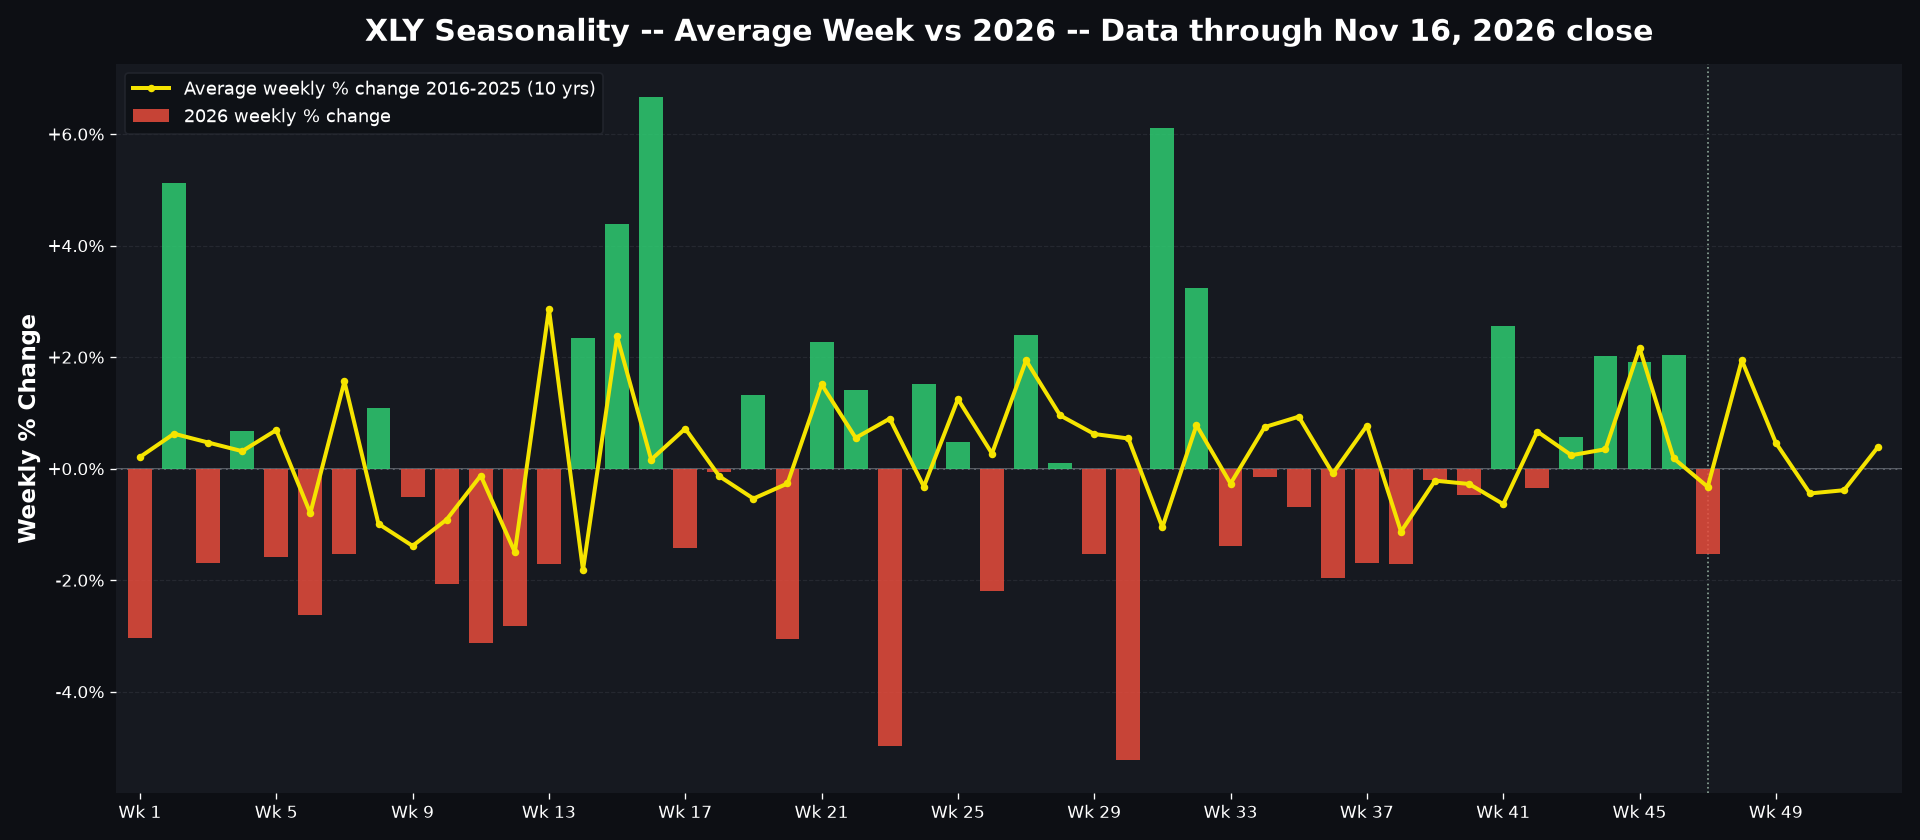 XLY Seasonality -- Average Week vs 2026 -- Data through Nov 16, 2026 close
Average weekly % change 2016-2025 (10 yrs)
2026 weekly % change
Weekly % Change
+6.0%
+4.0%
+2.0%
+0.0%
-2.0%
-4.0%
Wk 1 Wk 5 Wk 9 Wk 13 Wk 17 Wk 21 Wk 25 Wk 29 Wk 33 Wk 37 Wk 41 Wk 45 Wk 49